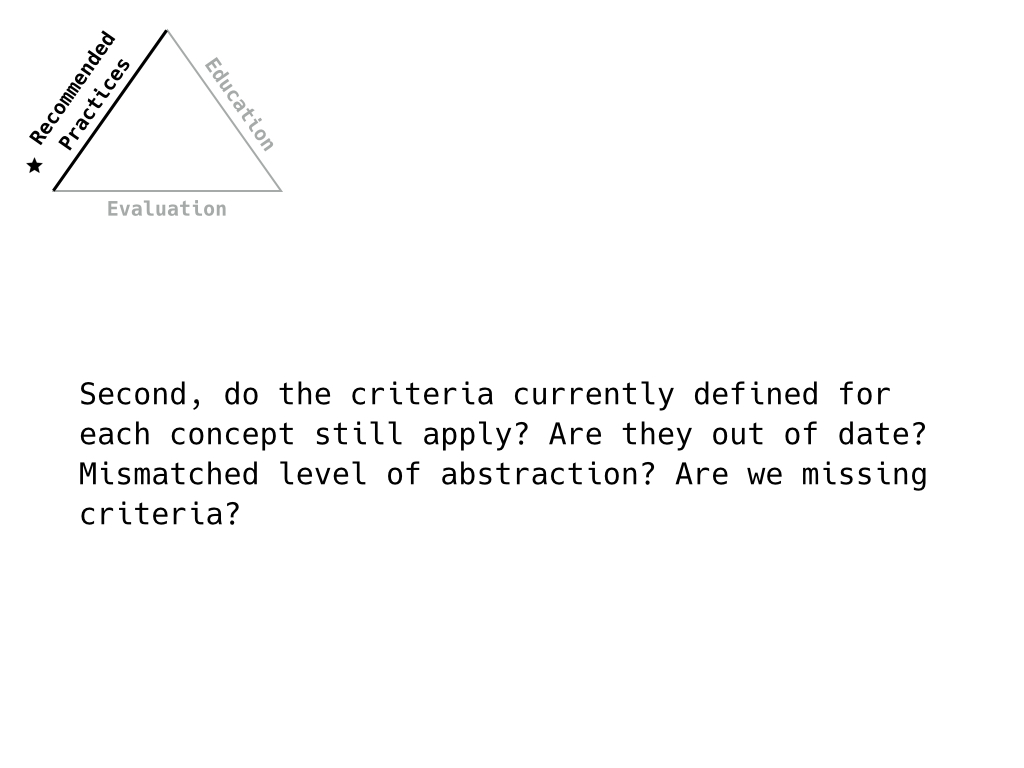 Recommended
Practices
Education
Evaluation
Second, do the criteria currently defined for
each concept still apply? Are they out of date?
Mismatched level of abstraction? Are we missing
criteria?